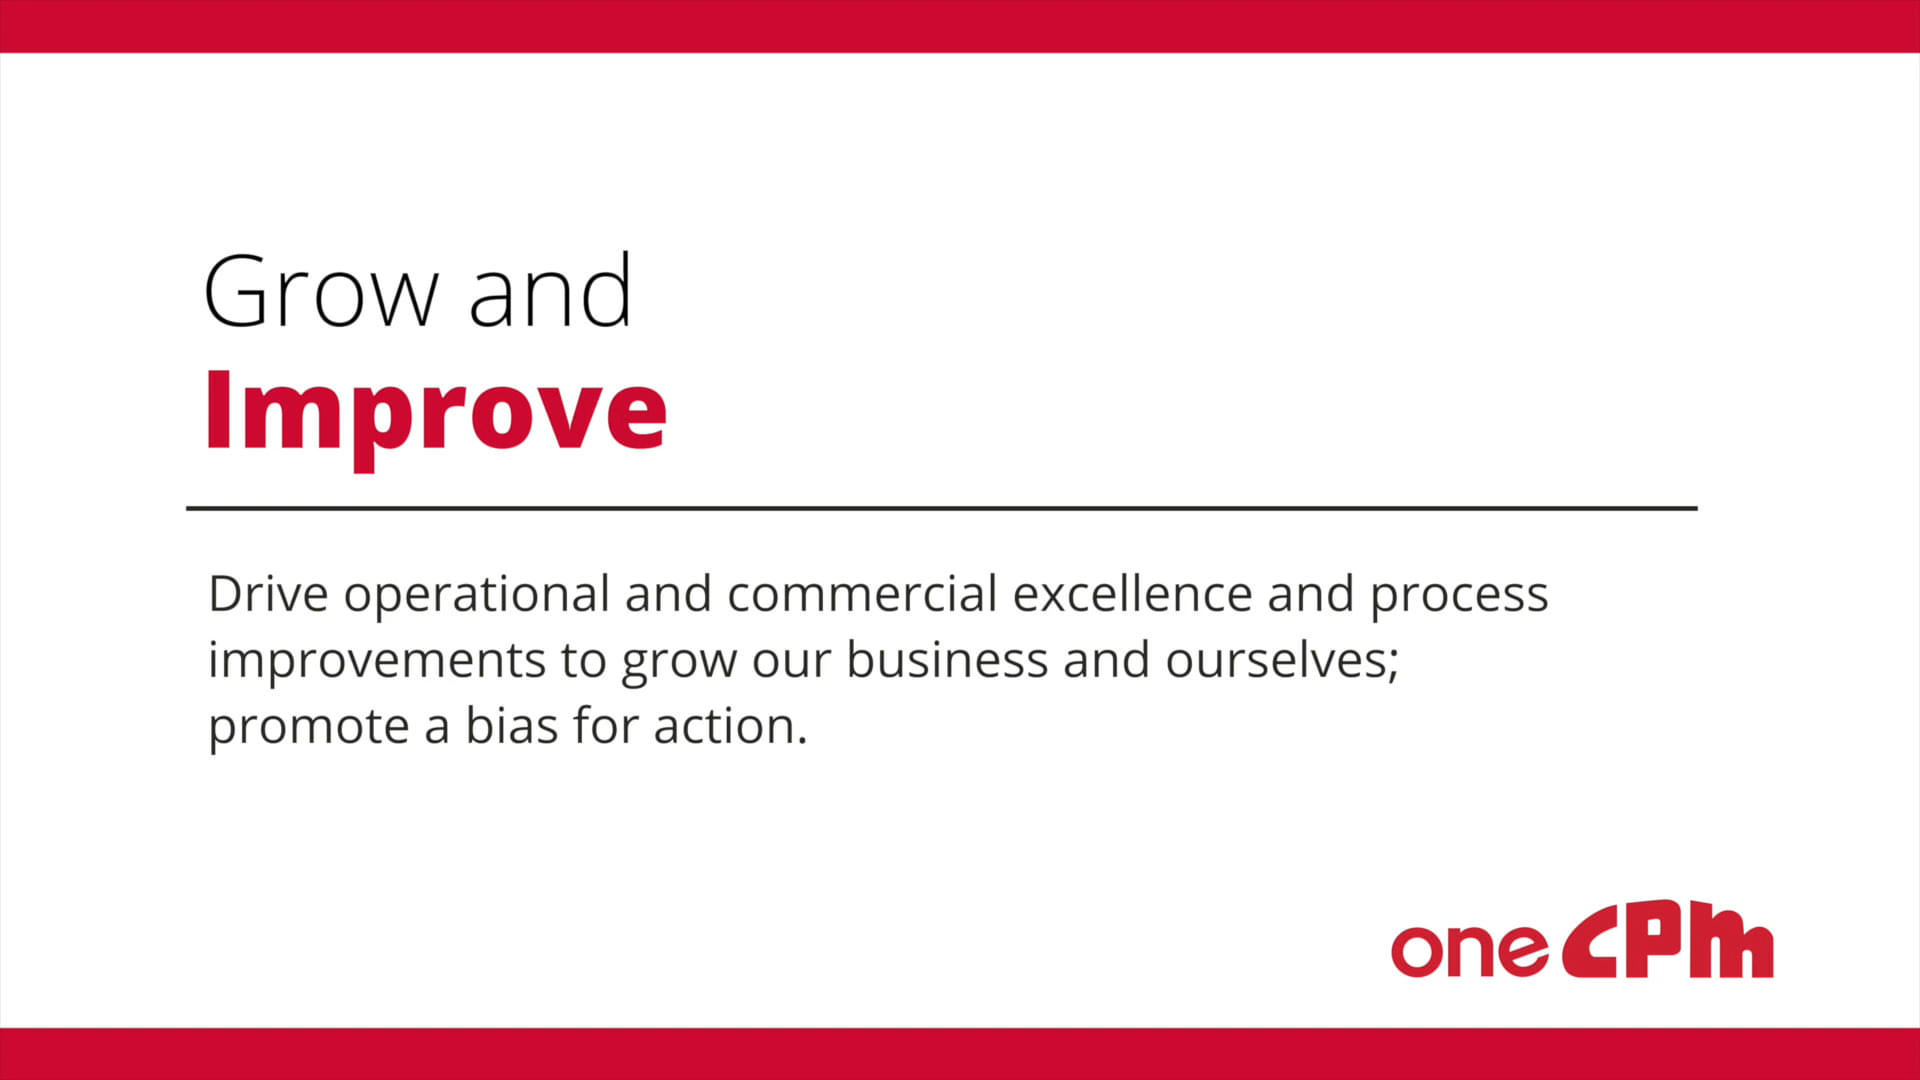 Grow and
Improve
Drive operational and commercial excellence and process
improvements to grow our business and ourselves;
promote a bias for action.
one CPM